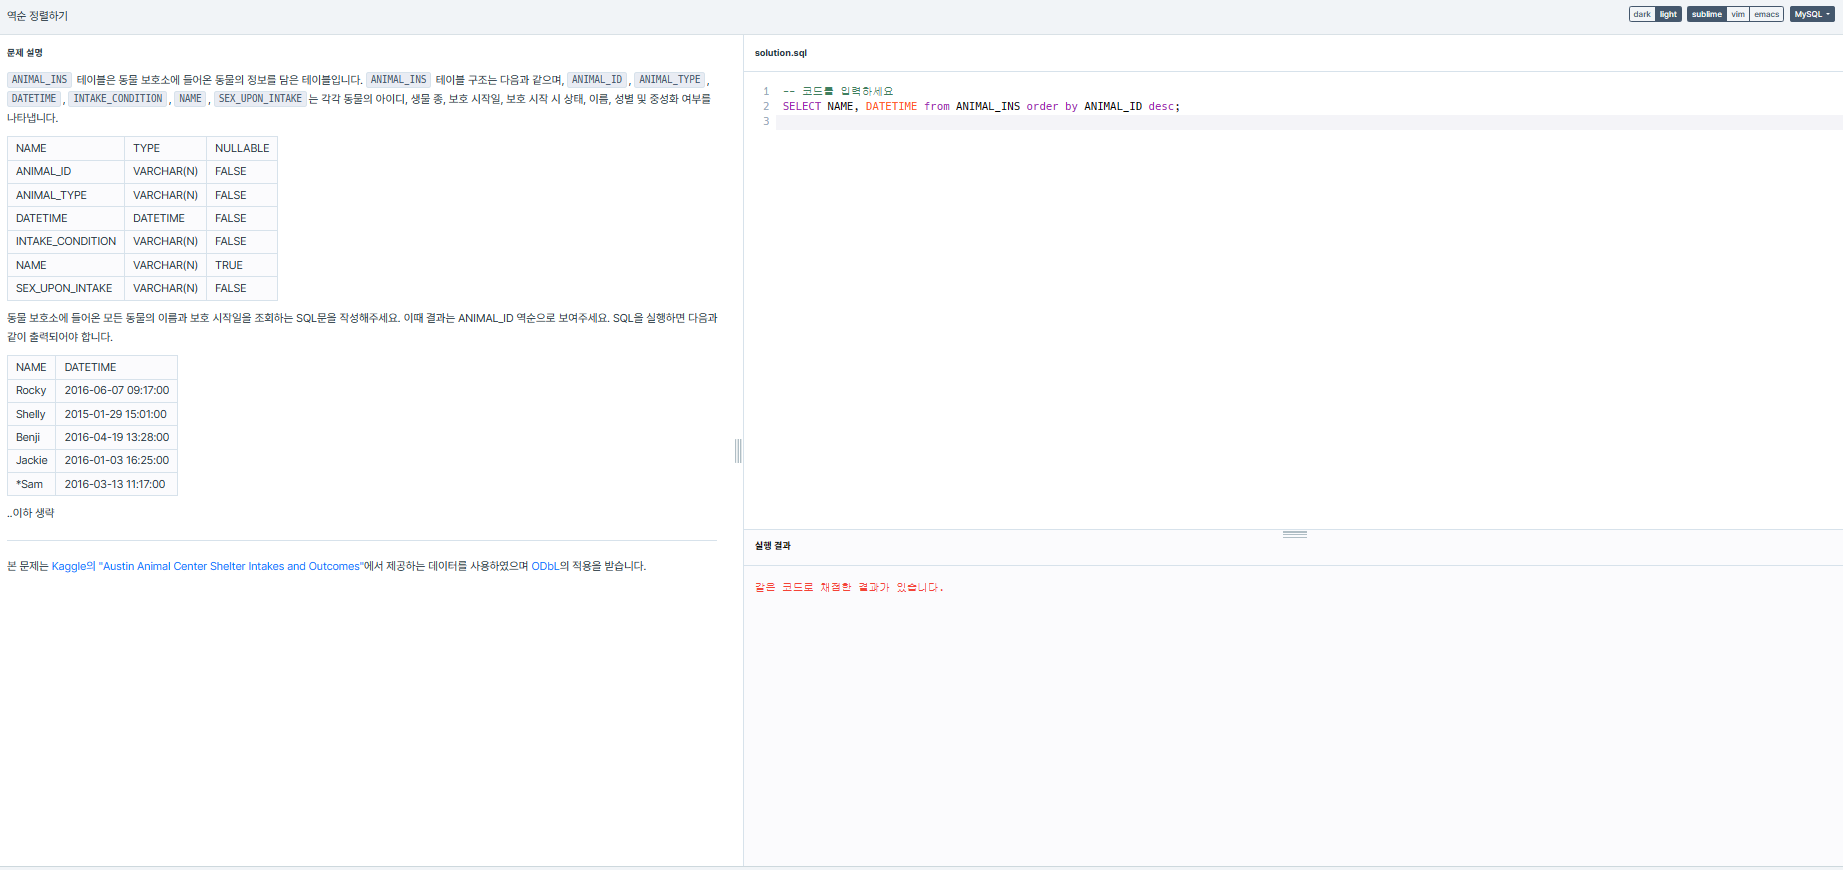 역순 정렬하기
dark light sublime vim emacs MySQL
문제 설명
ANIMAL_INS 테이블은 동물 보호소에 들어온 동물의 정보를 담은 테이블입니다. ANIMAL_INS 테이블 구조는 다음과 같으며, ANIMAL_ID, ANIMAL_TYPE,
DATETIME, INTAKE_CONDITION, NAME, SEX_UPON_INTAKE는 각각 동물의 아이디, 생물 종, 보호 시작일, 보호 시작 시 상태, 이름, 성별 및 중성화 여부를
나타냅니다.
NAME TYPE NULLABLE
ANIMAL_ID VARCHAR(N) FALSE
ANIMAL_TYPE VARCHAR(N) FALSE
DATETIME DATETIME FALSE
INTAKE_CONDITION VARCHAR(N) FALSE
NAME VARCHAR(N) TRUE
SEX_UPON_INTAKE VARCHAR(N) FALSE
동물 보호소에 들어온 모든 동물의 이름과 보호 시작일을 조회하는 SQL문을 작성해주세요. 이때 결과는 ANIMAL_ID 역순으로 보여주세요. SQL을 실행하면 다음과
같이 출력되어야 합니다.
NAME DATETIME
Rocky 2016-06-07 09:17:00
Shelly 2015-01-29 15:01:00
Benji 2016-04-19 13:28:00
Jackie 2016-01-03 16:25:00
*Sam 2016-03-13 11:17:00
..이하 생략
본 문제는 Kaggle의 "Austin Animal Center Shelter Intakes and Outcomes"에서 제공하는 데이터를 사용하였으며 ODbL의 적용을 받습니다.
solution.sql
1 -- 코드를 입력하세요
2 SELECT NAME, DATETIME from ANIMAL_INS order by ANIMAL_ID desc;
3
실행 결과
같은 코드로 채점한 결과가 있습니다.